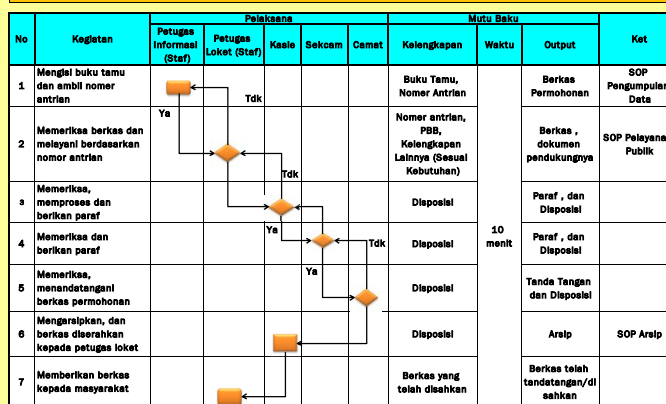 Pelaksana
Mutu Baku
No
Kegiatan
Petugas
Informasi
(Staf)
Petugas
Loket (Staf)
Kasie
Sekcam
Camat
Kelengkapan
Waktu
Output
Ket
1
Mengisi buku tamu
dan ambil nomer
antrian
Tdk
Buku Tamu,
Nomer Antrian
Berkas
Permohonan
SOP
Pengumpulan
Data
Ya
2
Memeriksa berkas dan
melayani berdasarkan
nomor antrian
Tdk
Nomer antrian,
PBB,
Kelengkapan
Lainnya (Sesuai
Kebutuhan)
Berkas ,
dokumen
pendukungnya
SOP Pelayanan
Publik
3
Memeriksa,
memproses dan
berikan paraf
Ya
Disposisi
Paraf , dan
Disposisi
10
menit
4
Memeriksa dan
berikan paraf
Tdk
Ya
Disposisi
Paraf , dan
Disposisi
5
Memeriksa,
menandatangani
berkas permohonan
Disposisi
Tanda Tangan
dan Disposisi
6
Mengarsipkan, dan
berkas diserahkan
kepada petugas loket
Disposisi
Arsip
SOP Arsip
7
Memberikan berkas
kepada masyarakat
Berkas yang
telah disahkan
Berkas telah
tandatangan/di
sahkan